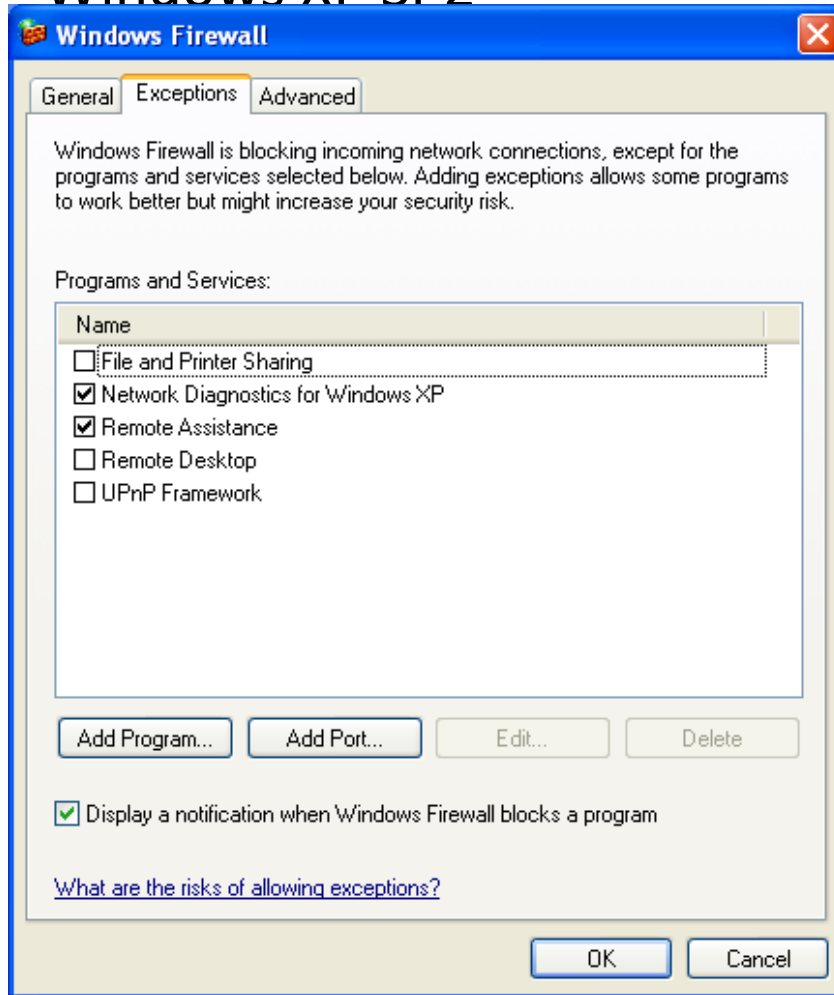 Windows XP SP2
Windows Firewall
General Exceptions Advanced
Windows Firewall is blocking incoming network connections, except for the
programs and services selected below. Adding exceptions allows some programs
to work better but might increase your security risk.
Programs and Services:
Name
File and Printer Sharing
Network Diagnostics for Windows XP
Remote Assistance
Remote Desktop
UPnP Framework
Add Program... Add Port... Edit... Delete
Display a notification when Windows Firewall blocks a program
What are the risks of allowing exceptions?
OK Cancel